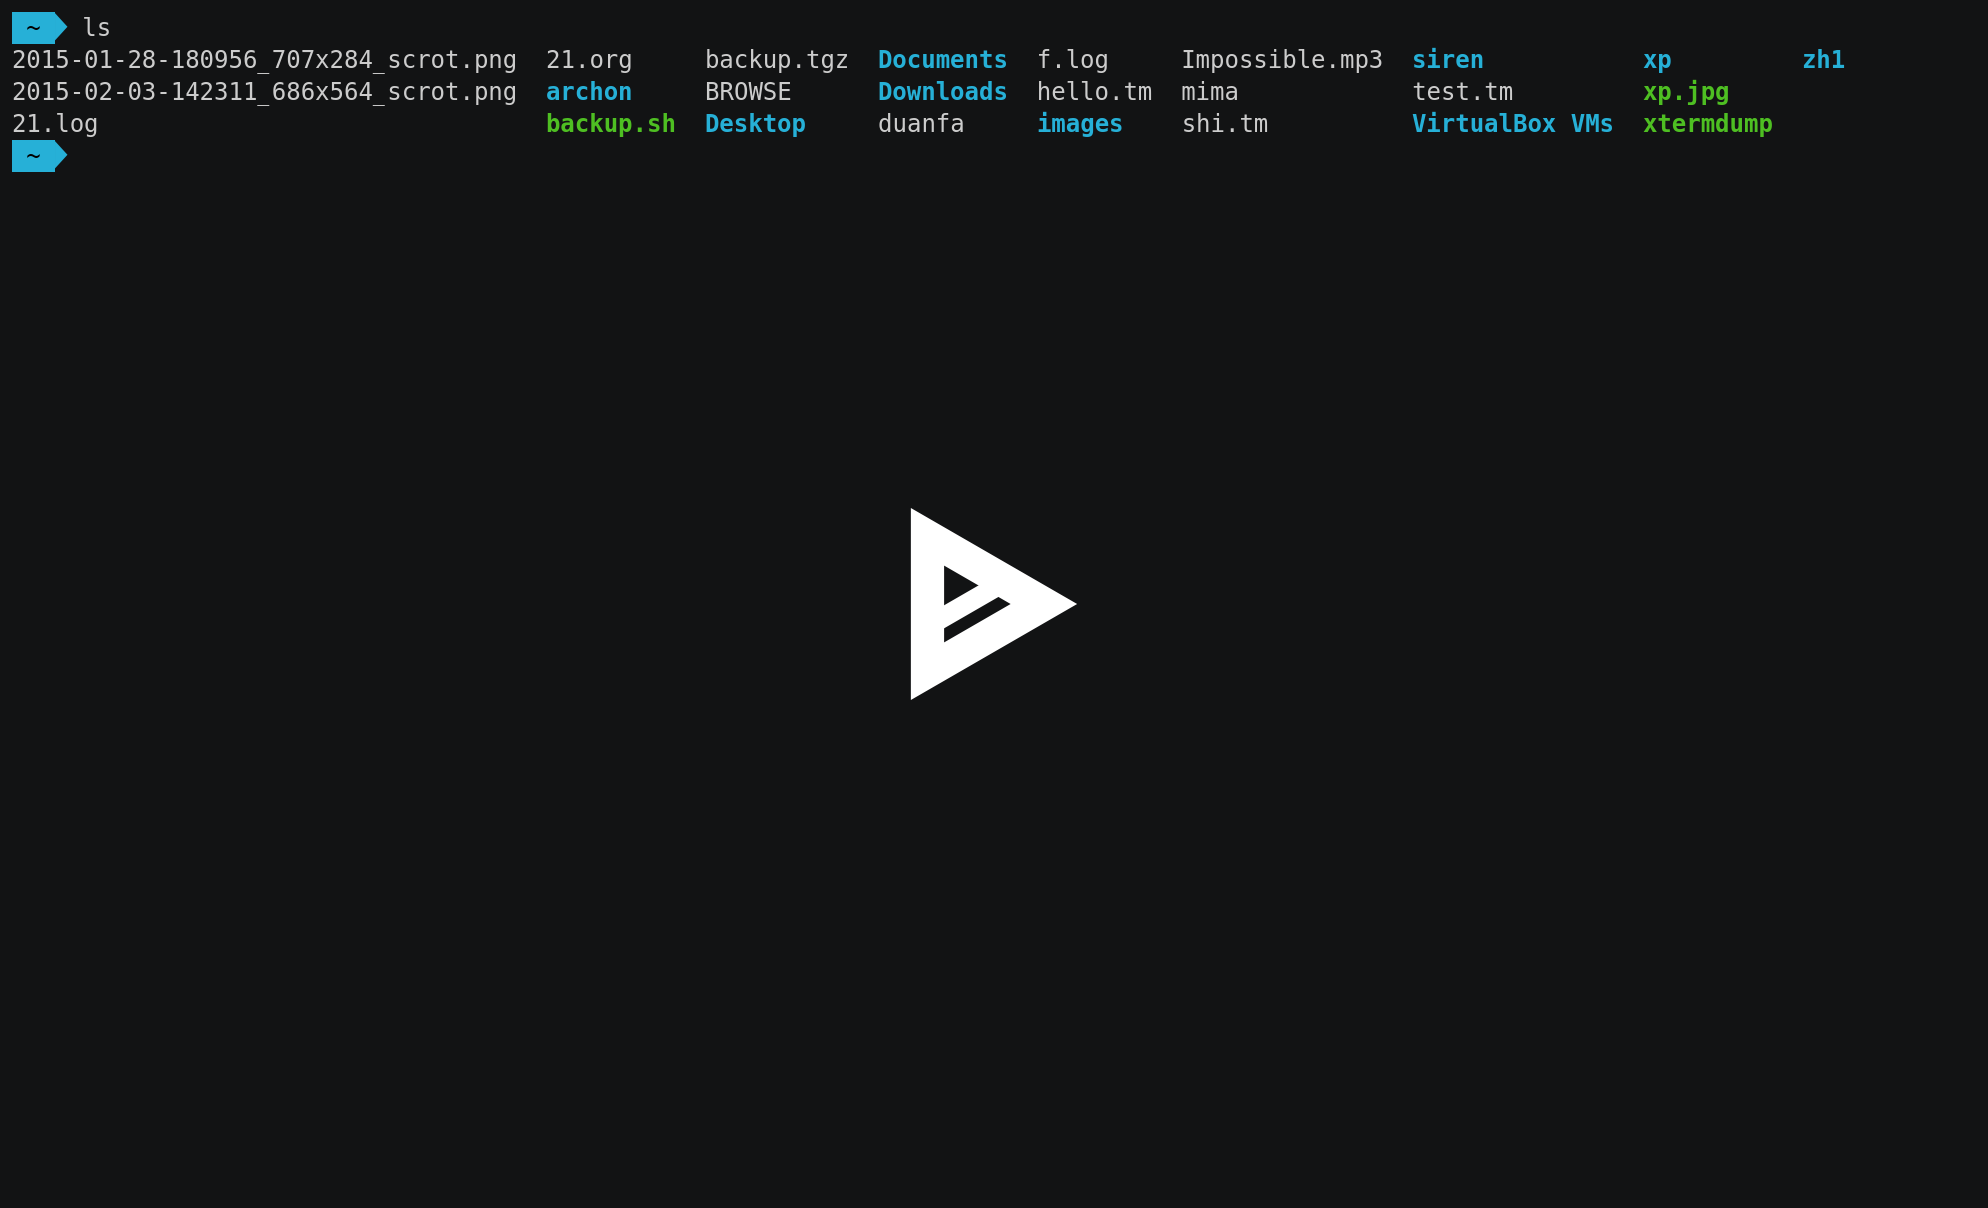 ~ ls
2015-01-28-180956_707x284_scrot.png  21.org     backup.tgz  Documents  f.log     Impossible.mp3  siren           xp         zh1
2015-02-03-142311_686x564_scrot.png  archon     BROWSE      Downloads  hello.tm  mima            test.tm         xp.jpg
21.log                               backup.sh  Desktop     duanfa     images    shi.tm          VirtualBox VMs  xtermdump
~